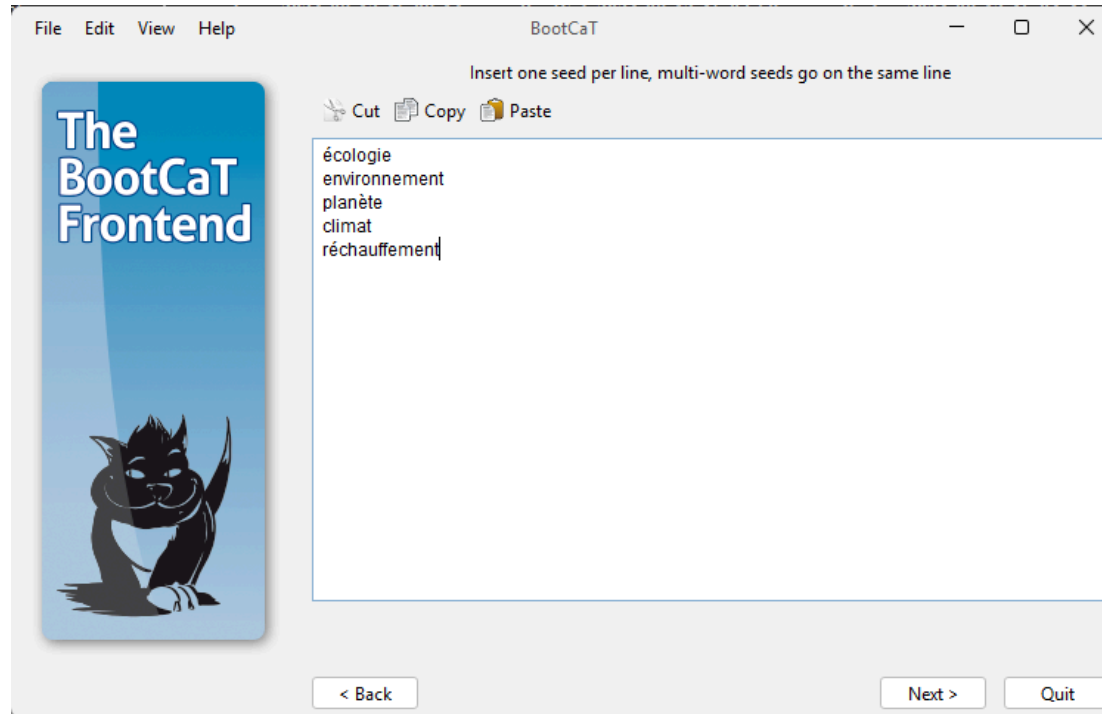 File Edit View Help BootCaT
Insert one seed per line, multi-word seeds go on the same line
Cut Copy Paste
The
BootCaT
Frontend
écologie
environnement
planète
climat
réchauffement
< Back Next > Quit